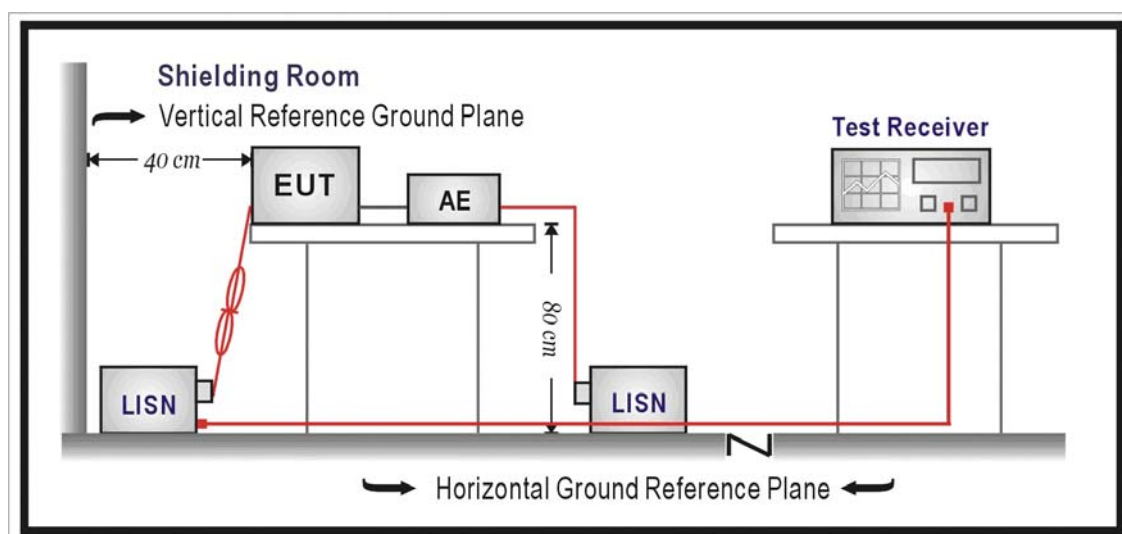 Shielding Room
Vertical Reference Ground Plane
Test Receiver
40 cm
EUT
AE
80 cm
LISN
LISN
Horizontal Ground Reference Plane